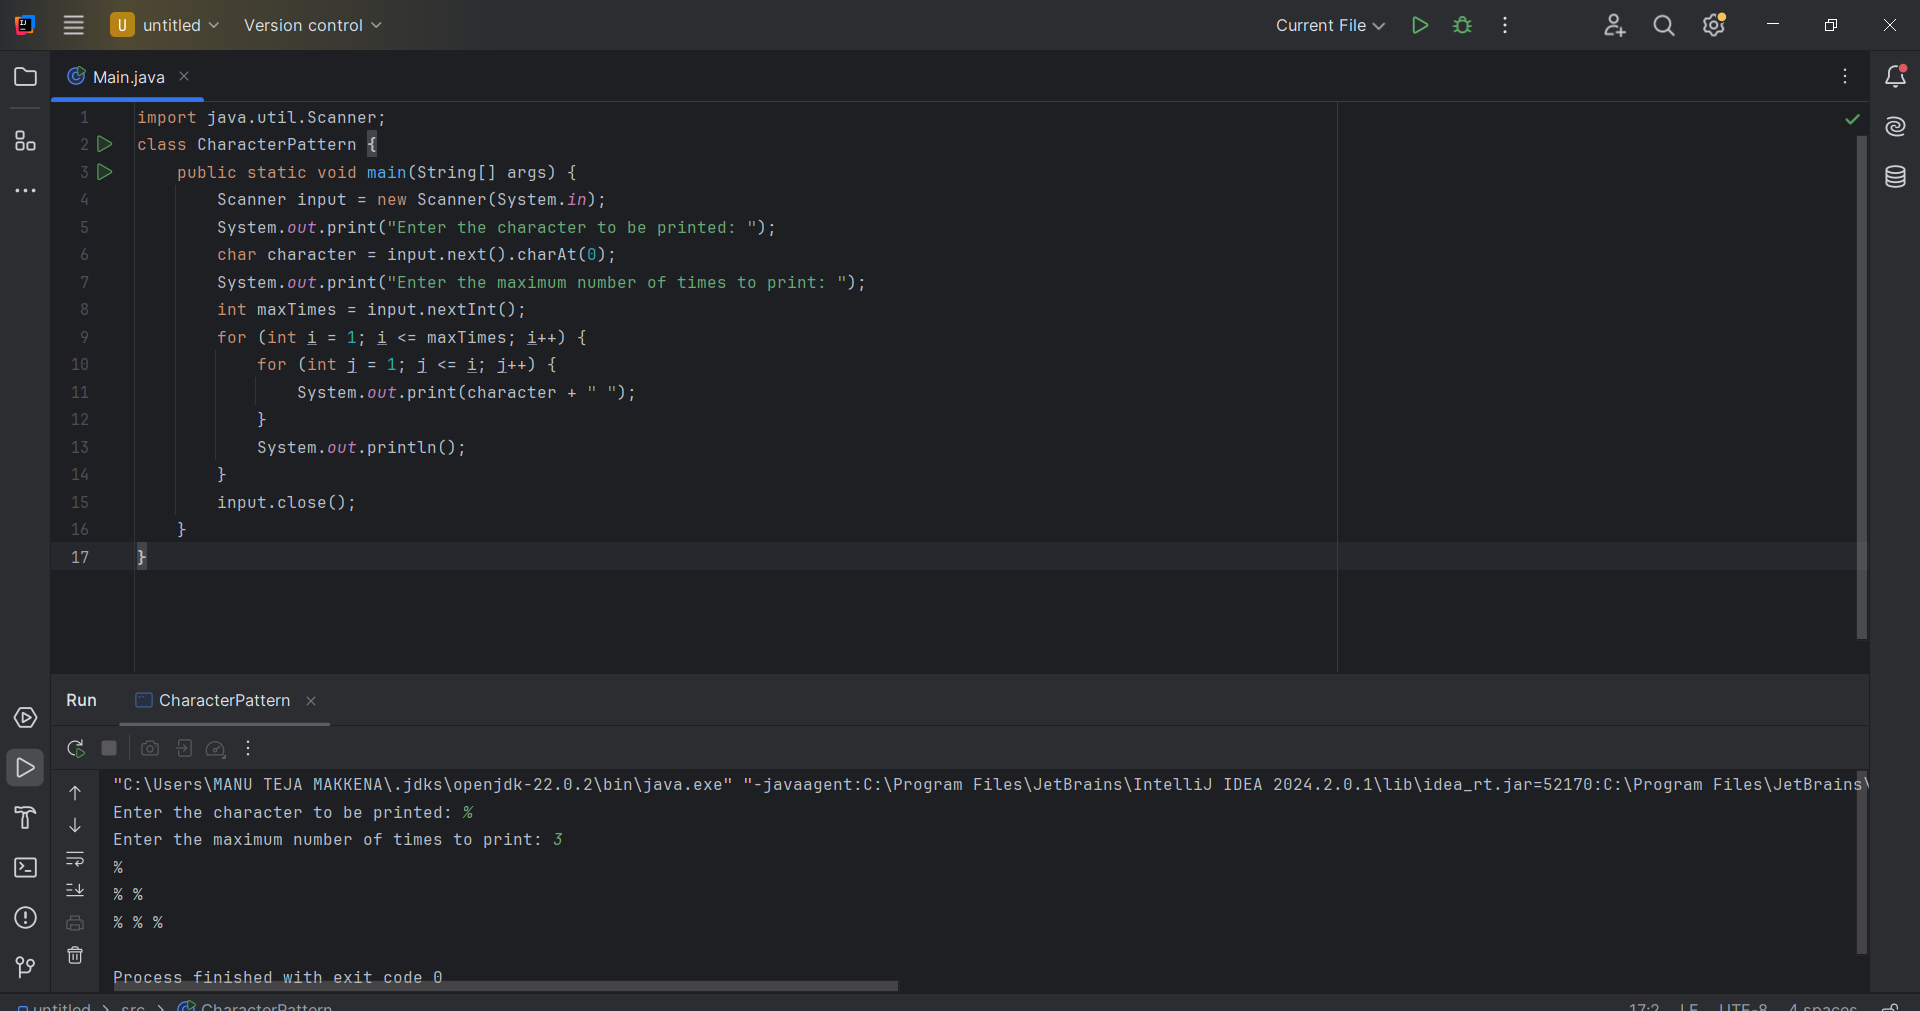 U untitled Version control Current File
Main.java
1 import java.util.Scanner;
2 class CharacterPattern {
3     public static void main(String[] args) {
4         Scanner input = new Scanner(System.in);
5         System.out.print("Enter the character to be printed: ");
6         char character = input.next().charAt(0);
7         System.out.print("Enter the maximum number of times to print: ");
8         int maxTimes = input.nextInt();
9         for (int i = 1; i <= maxTimes; i++) {
10             for (int j = 1; j <= i; j++) {
11                 System.out.print(character + " ");
12             }
13             System.out.println();
14         }
15         input.close();
16     }
17 }
Run CharacterPattern
"C:\Users\MANU TEJA MAKKENA\.jdks\openjdk-22.0.2\bin\java.exe" "-javaagent:C:\Program Files\JetBrains\IntelliJ IDEA 2024.2.0.1\lib\idea_rt.jar=52170:C:\Program Files\JetBrains\
Enter the character to be printed: %
Enter the maximum number of times to print: 3
%
% %
% % %
Process finished with exit code 0
untitled > src > CharacterPattern 17:2 LF UTF-8 4 spaces